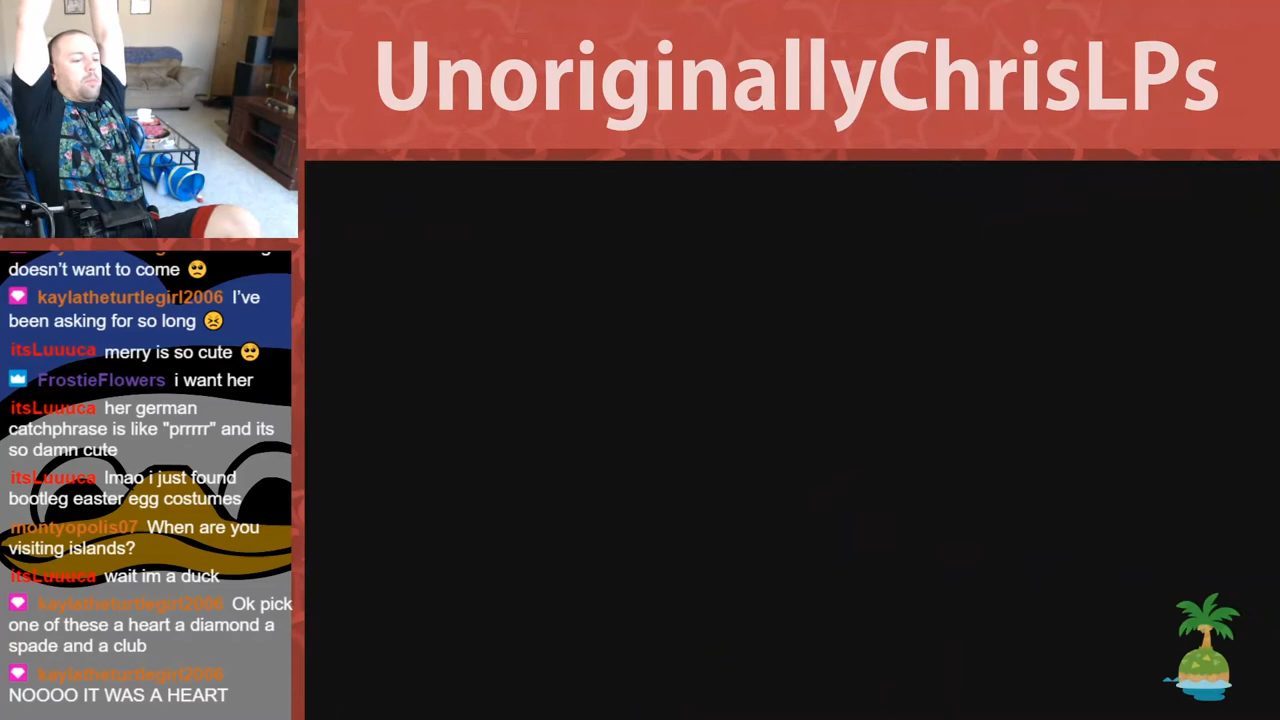 UnoriginallyChrisLPs
doesn't want to come 🥺
kaylatheturtlegirl2006 I've
been asking for so long 😣
itsLuuuca merry is so cute 🥺
FrostieFlowers i want her
itsLuuuca her german
catchphrase is like "prrrrr" and its
so damn cute
itsLuuuca lmao i just found
bootleg easter egg costumes
montyopolis07 When are you
visiting islands?
itsLuuuca wait im a duck
kaylatheturtlegirl2006 Ok pick
one of these a heart a diamond a
spade and a club
kaylatheturtlegirl2006
NOOOO IT WAS A HEART